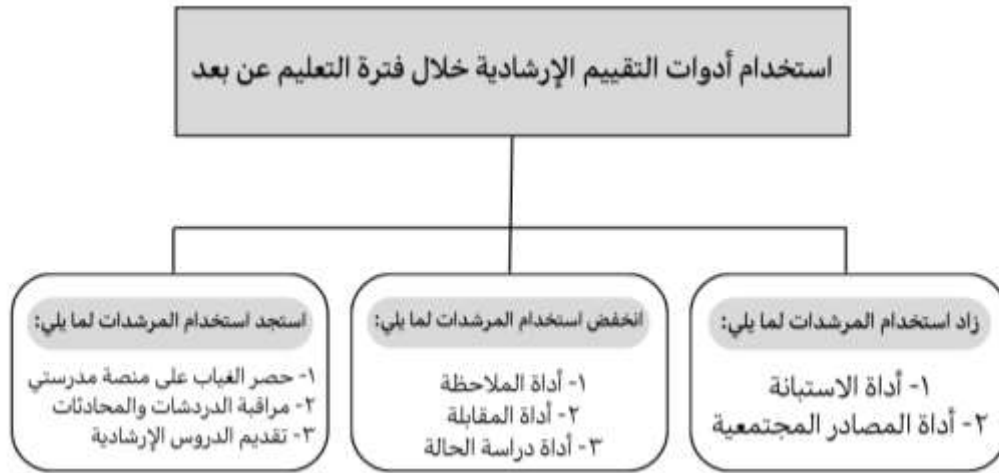 استخدام أدوات التقييم الإرشادية خلال فترة التعليم عن بعد
زاد استخدام المرشدات لما يلي:
١- أداة الاستبانة
٢- أداة المصادر المجتمعية
انخفض استخدام المرشدات لما يلي:
١- أداة الملاحظة
٢- أداة المقابلة
٣- أداة دراسة الحالة
استجد استخدام المرشدات لما يلي:
١- حصر الغياب على منصة مدرستي
٢- مراقبة الدردشات والمحادثات
٣- تقديم الدروس الإرشادية